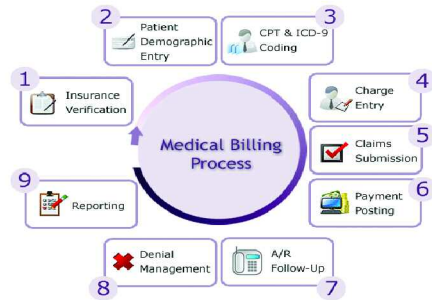 1
Insurance
Verification
2
Patient
Demographic
Entry
3
CPT & ICD-9
Coding
4
Charge
Entry
5
Claims
Submission
6
Payment
Posting
7
A/R
Follow-Up
8
Denial
Management
9
Reporting
Medical Billing
Process